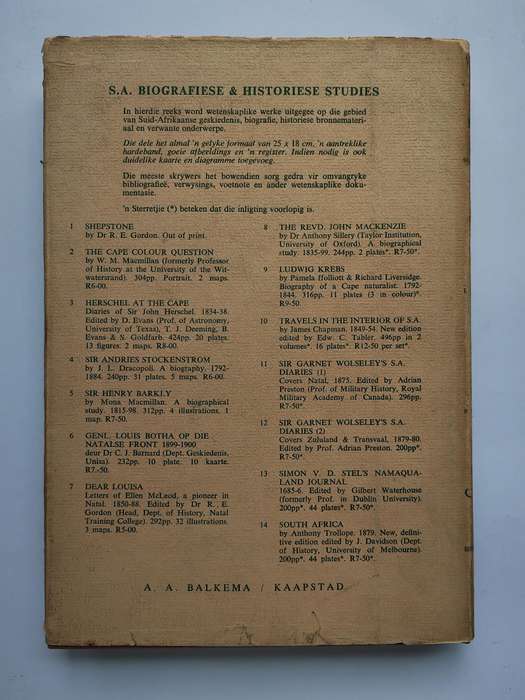 S.A. BIOGRAFIESE & HISTORIESE STUDIES
In hierdie reeks word wetenskaplike werke uitgegee op die gebied
van Suid-Afrikaanse geskiedenis, biografie, historiese bronnemateri-
aal en verwante onderwerpe.
Die dele het almal 'n gelyke formaat van 25 x 18 cm, 'n aantreklike
hardeband, goeie afbeeldings en 'n register. Indien nodig is ook
duidelike kaarte en diagramme toegevoeg.
Die meeste skrywers het bowendien sorg gedra vir omvangryke
bibliografieë, verwysings, voetnote en ander wetenskaplike doku-
mentasie.
'n Sterretjie (*) beteken dat die inligting voorlopig is.
1 SHEPSTONE
by Dr R. E. Gordon. Out of print.
2 THE CAPE COLOUR QUESTION
by W. M. Macmillan (formerly Professor
of History at the University of the Wit-
watersrand). 304pp. Portrait. 2 maps.
R6-00.
3 HERSCHEL AT THE CAPE
Diaries of Sir John Herschel. 1834-38.
Edited by D. Evans (Prof. of Astronomy,
University of Texas), T. J. Deeming, B.
Evans & S. Goldfarb. 424pp. 20 plates.
13 figures. 2 maps. R8-00.
4 SIR ANDRIES STOCKENSTROM
by J. L. Dracopoli. A biography. 1792-
1884. 240pp. 51 plates. 5 maps. R6-00.
5 SIR HENRY BARKLY
by Mona Macmillan. A biographical
study. 1815-98. 312pp. 4 illustrations. 1
map. R7-50.
6 GENL. LOUIS BOTHA OP DIE
NATALSE FRONT 1899-1900
deur Dr C. J. Barnard (Dept. Geskiedenis,
Unisa). 232pp. 10 plate. 10 kaarte.
R7.-50.
7 DEAR LOUISA
Letters of Ellen McLeod, a pioneer in
Natal. 1850-88. Edited by Dr R. E.
Gordon (Head, Dept. of History, Natal
Training College). 292pp. 32 illustrations.
3 maps. R5-00.
8 THE REVD. JOHN MACKENZIE
by Dr Anthony Sillery (Taylor Institution,
University of Oxford). A biographical
study. 1835-99. 244pp. 2 plates*. R7-50*.
9 LUDWIG KREBS
by Pamela ffolliott & Richard Liversidge.
Biography of a Cape naturalist. 1792-
1844. 316pp. 11 plates (3 in colour)*.
R9-50.
10 TRAVELS IN THE INTERIOR OF S.A.
by James Chapman. 1849-54. New edition
edited by Edw. C. Tabler. 496pp in 2
volumes*. 16 plates*. R12-50 per set*.
11 SIR GARNET WOLSELEY'S S.A.
DIARIES (1)
Covers Natal, 1875. Edited by Adrian
Preston (Prof. of Military History, Royal
Military Academy of Canada). 296pp.
R7-50*.
12 SIR GARNET WOLSELEY'S S.A.
DIARIES (2)
Covers Zululand & Transvaal, 1879-80.
Edited by Prof. Adrian Preston. 200pp*.
R7-50*.
13 SIMON V. D. STEL'S NAMAQUA-
LAND JOURNAL
1685-6. Edited by Gilbert Waterhouse
(formerly Prof. in Dublin University).
200pp*. 44 plates*. R7-50*.
14 SOUTH AFRICA
by Anthony Trollope. 1879. New, defini-
tive edition edited by J. Davidson (Dept.
of History, University of Melbourne).
200pp*. 44 plates*. R7-50*.
A. A. BALKEMA / KAAPSTAD